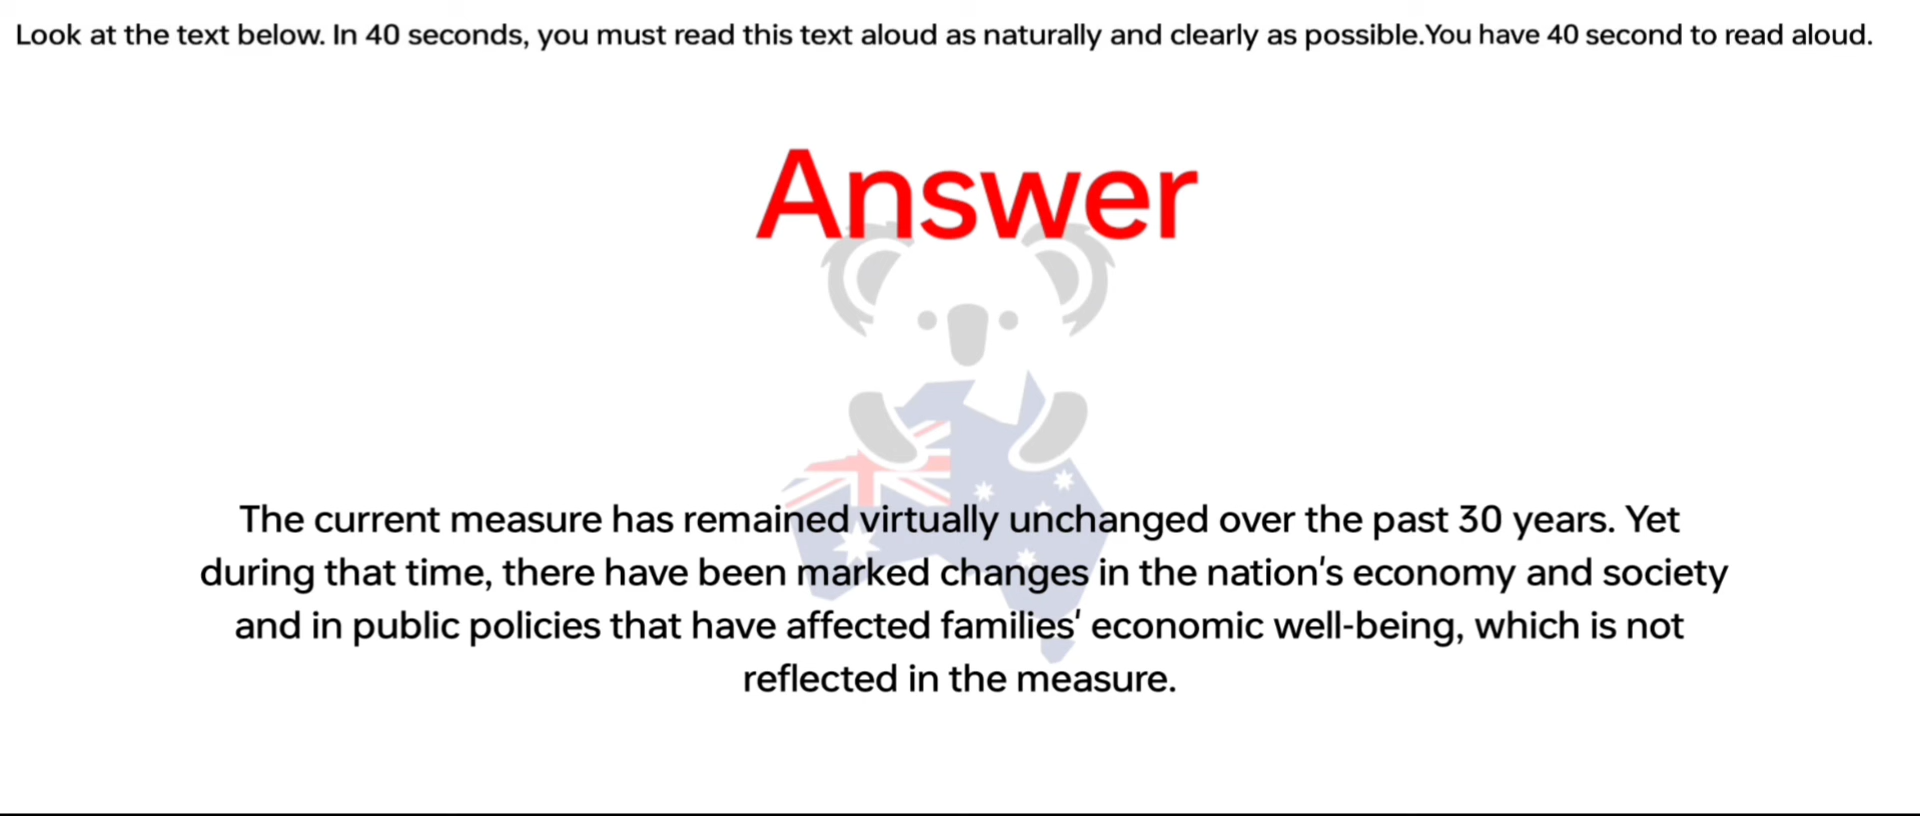 Look at the text below. In 40 seconds, you must read this text aloud as naturally and clearly as possible.You have 40 second to read aloud.
Answer
The current measure has remained virtually unchanged over the past 30 years. Yet
during that time, there have been marked changes in the nation's economy and society
and in public policies that have affected families' economic well-being, which is not
reflected in the measure.